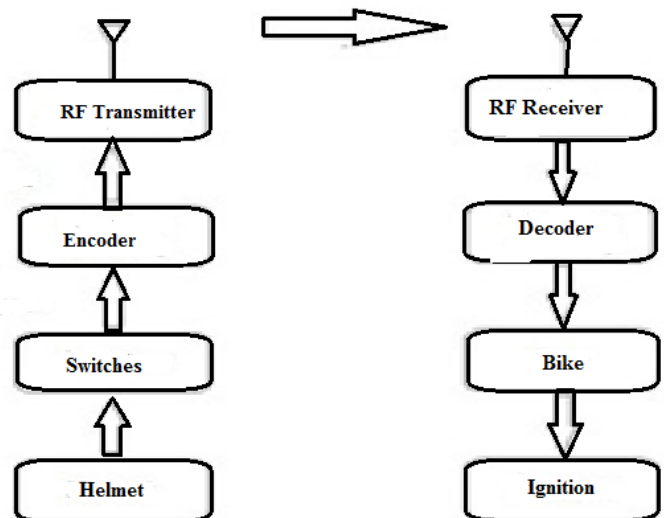 RF Transmitter
Encoder
Switches
Helmet
RF Receiver
Decoder
Bike
Ignition